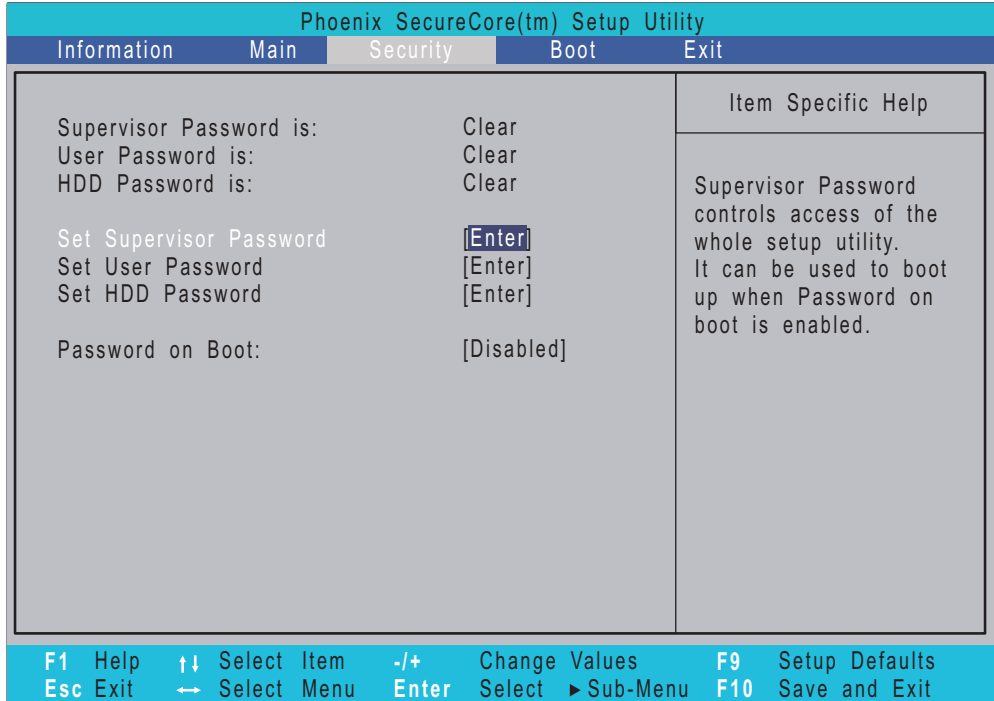 Phoenix SecureCore(tm) Setup Utility
Information Main Security Boot Exit
Supervisor Password is: Clear
User Password is: Clear
HDD Password is: Clear
Set Supervisor Password [Enter]
Set User Password [Enter]
Set HDD Password [Enter]
Password on Boot: [Disabled]
Item Specific Help
Supervisor Password
controls access of the
whole setup utility.
It can be used to boot
up when Password on
boot is enabled.
F1 Help ↑↓ Select Item -/+ Change Values F9 Setup Defaults
Esc Exit ↔ Select Menu Enter Select ►Sub-Menu F10 Save and Exit